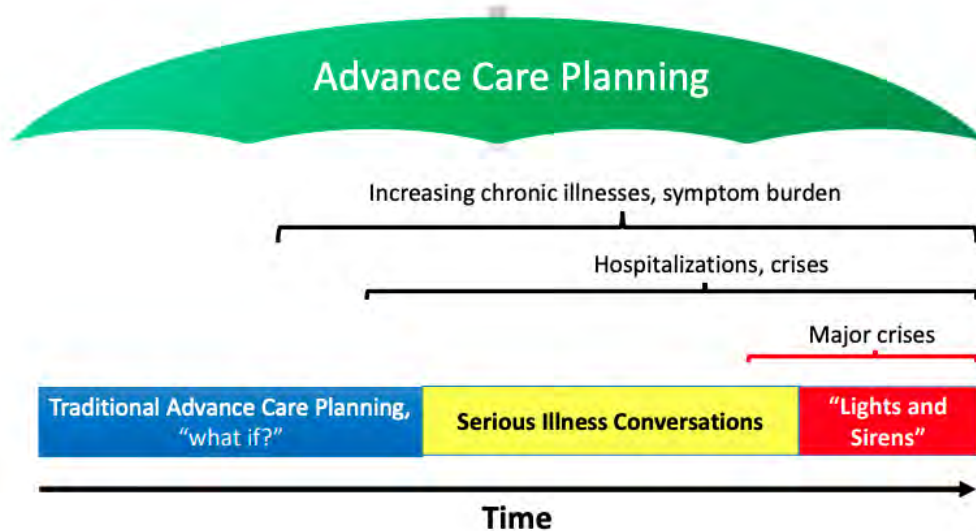 Advance Care Planning
Increasing chronic illnesses, symptom burden
Hospitalizations, crises
Major crises
Traditional Advance Care Planning,
“what if?”
Serious Illness Conversations
“Lights and
Sirens”
Time